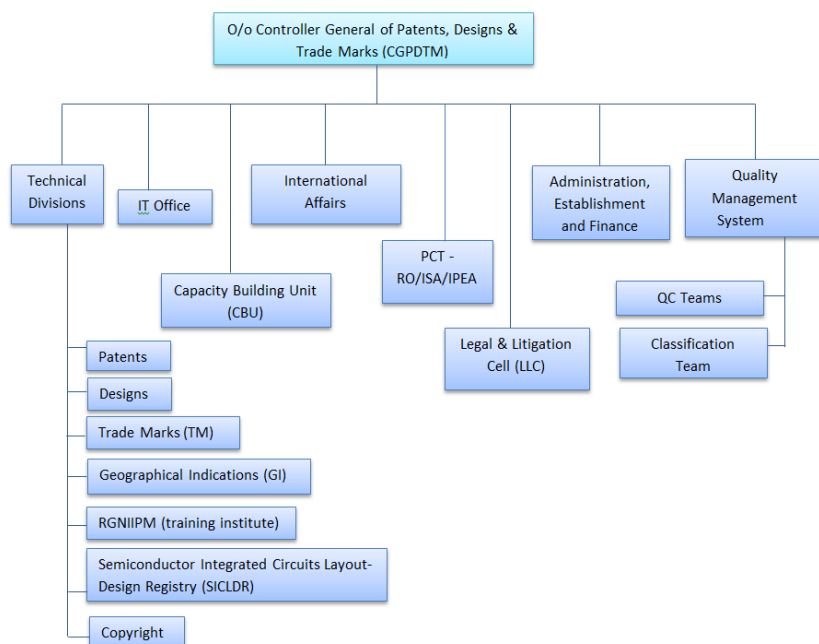 O/o Controller General of Patents, Designs &
Trade Marks (CGPDTM)
Technical
Divisions
IT Office
International
Affairs
Administration,
Establishment
and Finance
Quality
Management
System
PCT -
RO/ISA/IPEA
Capacity Building Unit
(CBU)
QC Teams
Legal & Litigation
Cell (LLC)
Classification
Team
Patents
Designs
Trade Marks (TM)
Geographical Indications (GI)
RGNIIPM (training institute)
Semiconductor Integrated Circuits Layout-
Design Registry (SICLDR)
Copyright